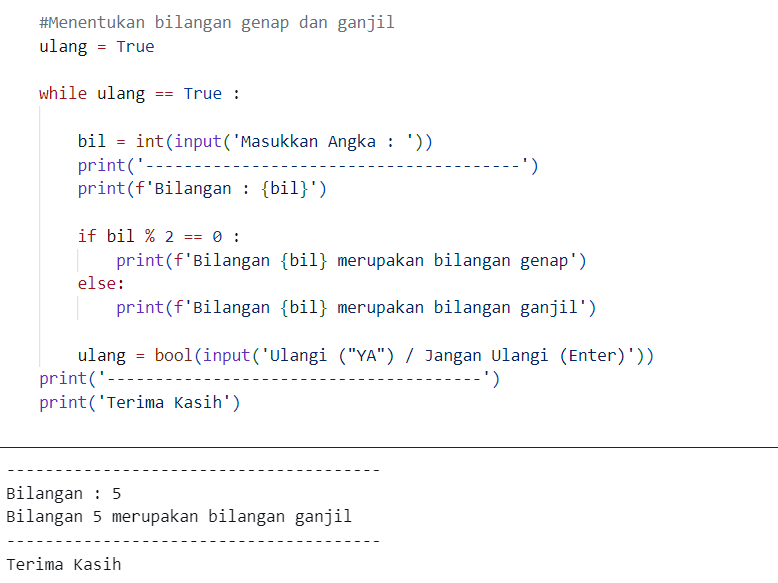 #Menentukan bilangan genap dan ganjil
ulang = True
while ulang == True :
bil = int(input('Masukkan Angka : '))
print('---------------------------------------')
print(f'Bilangan : {bil}')
if bil % 2 == 0 :
print(f'Bilangan {bil} merupakan bilangan genap')
else:
print(f'Bilangan {bil} merupakan bilangan ganjil')
ulang = bool(input('Ulangi ("YA") / Jangan Ulangi (Enter)'))
print('---------------------------------------')
print('Terima Kasih')
---------------------------------------
Bilangan : 5
Bilangan 5 merupakan bilangan ganjil
---------------------------------------
Terima Kasih